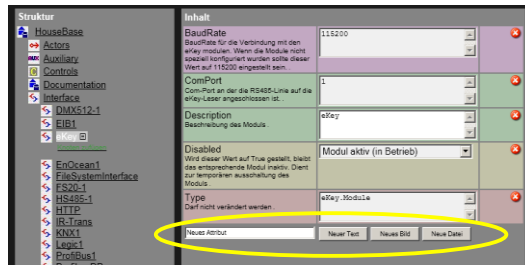 Struktur
HouseBase
Actors
Auxiliary
Controls
Documentation
Interface
DMX512-1
EIB1
eKey
EnOcean1
FileSystemInterface
FS20-1
HS485-1
HTTP
IR-Trans
KNX1
Legic1
ProfiBus1
Inhalt
BaudRate
BaudRate für die Verbindung mit den
eKey modulen. Wenn die Module nicht
speziell konfiguriert wurden sollte dieser
Wert auf 115200 eingestellt sein..
115200
ComPort
Com-Port an der die RS485-Linie auf die
eKey-Leser angeschlossen ist..
1
Description
Beschreibung des Moduls.
eKey
Disabled
Wird dieser Wert auf True gestellt, bleibt
das entsprechende Modul inaktiv. Dient
zur temporären ausschaltung des
Moduls.
Modul aktiv (in Betrieb)
Type
Darf nicht verändert werden.
eKey.Module
Neues Attribut
Neuer Text
Neues Bild
Neue Datei